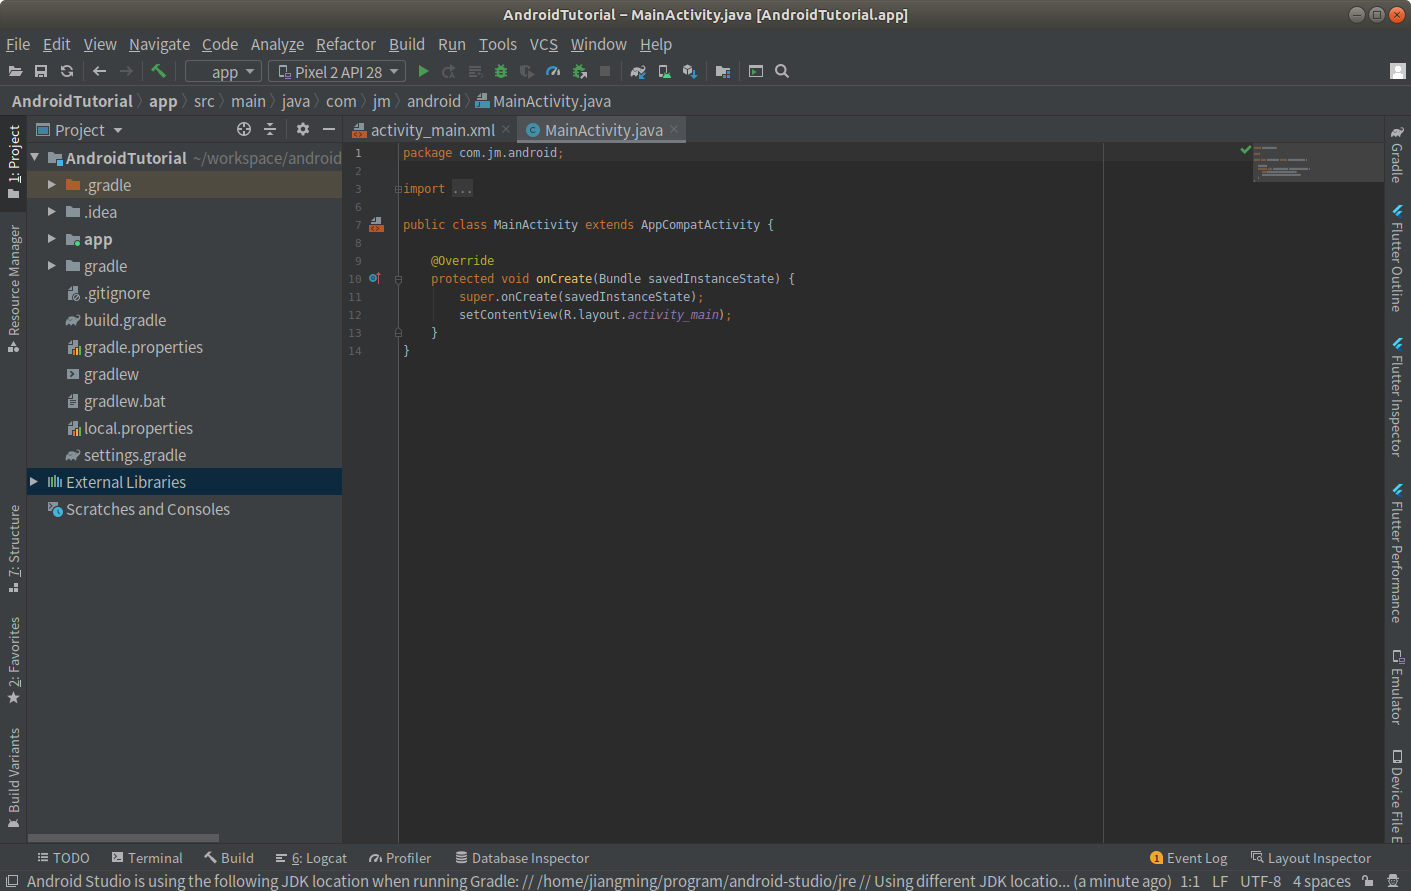 AndroidTutorial – MainActivity.java [AndroidTutorial.app]
File Edit View Navigate Code Analyze Refactor Build Run Tools VCS Window Help
app Pixel 2 API 28
AndroidTutorial app src main java com jm android MainActivity.java
Project
activity_main.xml MainActivity.java
AndroidTutorial ~/workspace/android
.gradle
.idea
app
gradle
.gitignore
build.gradle
gradle.properties
gradlew
gradlew.bat
local.properties
settings.gradle
External Libraries
Scratches and Consoles
1 package com.jm.android;
2
3 import ...
6
7 public class MainActivity extends AppCompatActivity {
8
9 @Override
10 protected void onCreate(Bundle savedInstanceState) {
11 super.onCreate(savedInstanceState);
12 setContentView(R.layout.activity_main);
13 }
14 }
1: Project
Resource Manager
7: Structure
2: Favorites
Build Variants
Gradle
Flutter Outline
Flutter Inspector
Flutter Performance
Emulator
Device File E
TODO Terminal Build 6: Logcat Profiler Database Inspector 1 Event Log Layout Inspector
Android Studio is using the following JDK location when running Gradle: // /home/jiangming/program/android-studio/jre // Using different JDK locatio... (a minute ago) 1:1 LF UTF-8 4 spaces